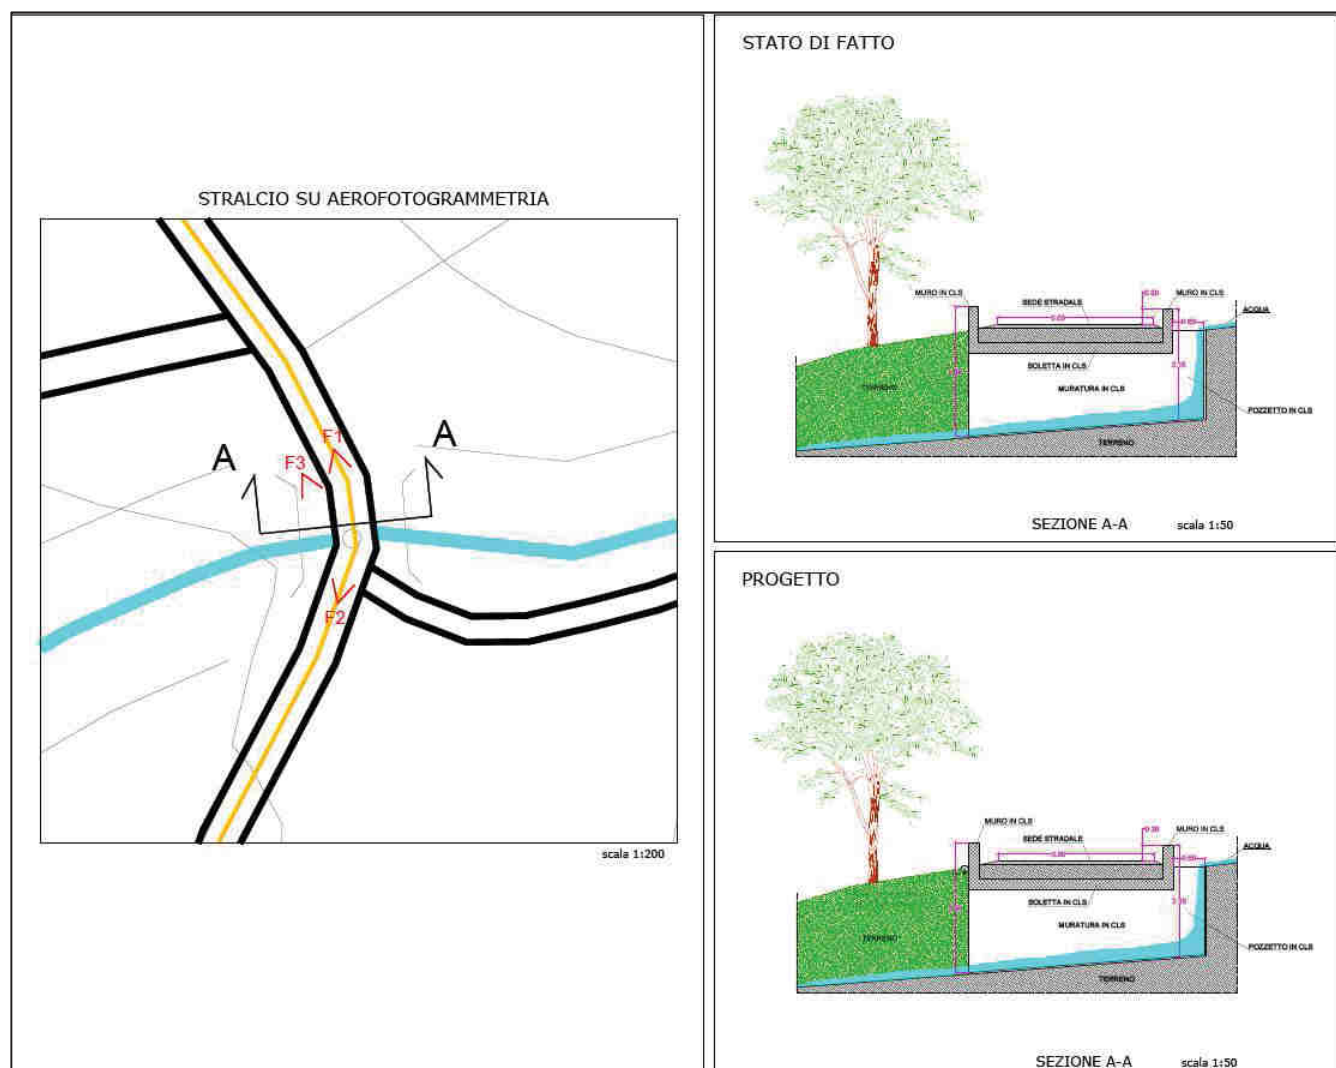 STRALCIO SU AEROFOTOGRAMMETRIA
A
A
F1
F3
F2
scala 1:200
STATO DI FATTO
MURO IN CLS
SEDE STRADALE
MURO IN CLS
ACQUA
SOLETTA IN CLS
MURATURA IN CLS
POZZETTO IN CLS
TERRENO
TERRENO
SEZIONE A-A
scala 1:50
PROGETTO
MURO IN CLS
SEDE STRADALE
MURO IN CLS
ACQUA
SOLETTA IN CLS
MURATURA IN CLS
POZZETTO IN CLS
TERRENO
TERRENO
SEZIONE A-A
scala 1:50